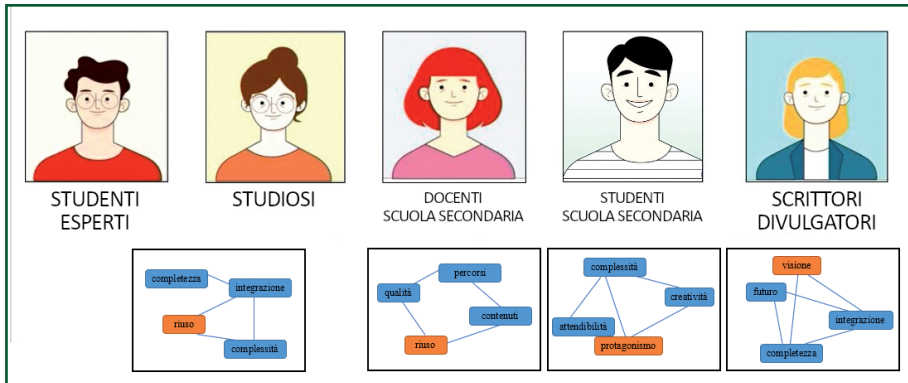 STUDENTI
ESPERTI
STUDIOSI
DOCENTI
SCUOLA SECONDARIA
STUDENTI
SCUOLA SECONDARIA
SCRITTORI
DIVULGATORI
completezza
integrazione
riuso
complessità
percorsi
qualità
contenuti
riuso
complessità
creatività
attendibilità
protagonismo
visione
futuro
integrazione
completezza